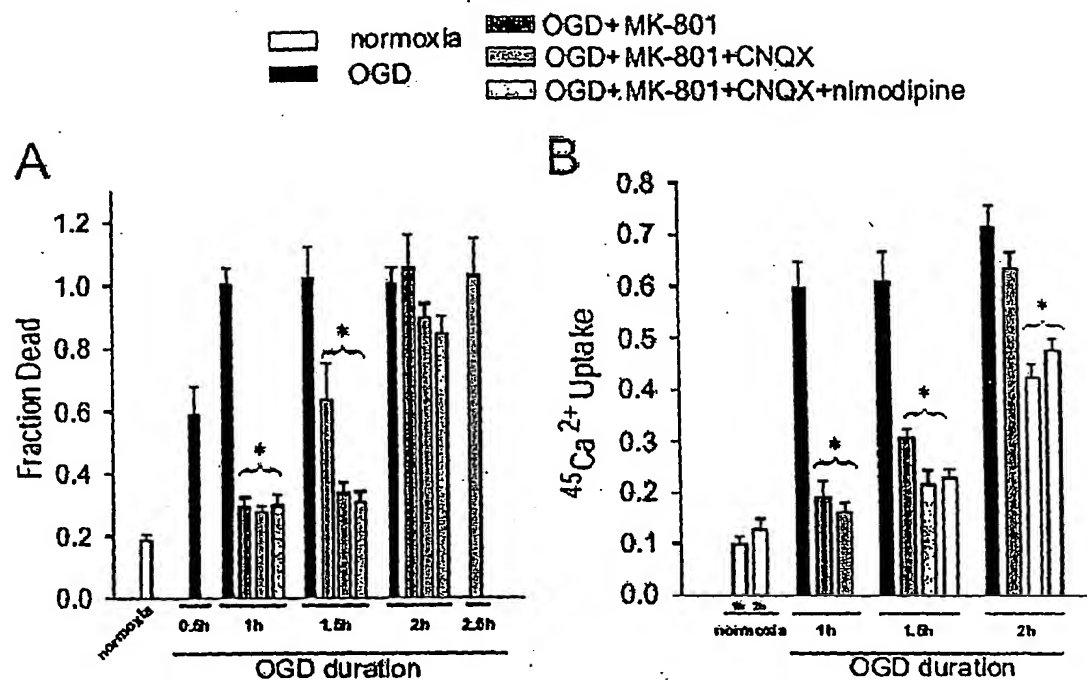 normoxia
OGD
OGD+MK-801
OGD+MK-801+CNQX
OGD+MK-801+CNQX+nimodipine
A
Fraction Dead
1.2
1.0
0.8
0.6
0.4
0.2
0.0
*
*
normoxia
0.5h
1h
1.5h
2h
2.5h
OGD duration
B
45Ca2+ Uptake
0.8
0.7
0.6
0.5
0.4
0.3
0.2
0.1
0.0
*
*
*
1h 2h
normoxia
1h
1.5h
2h
OGD duration